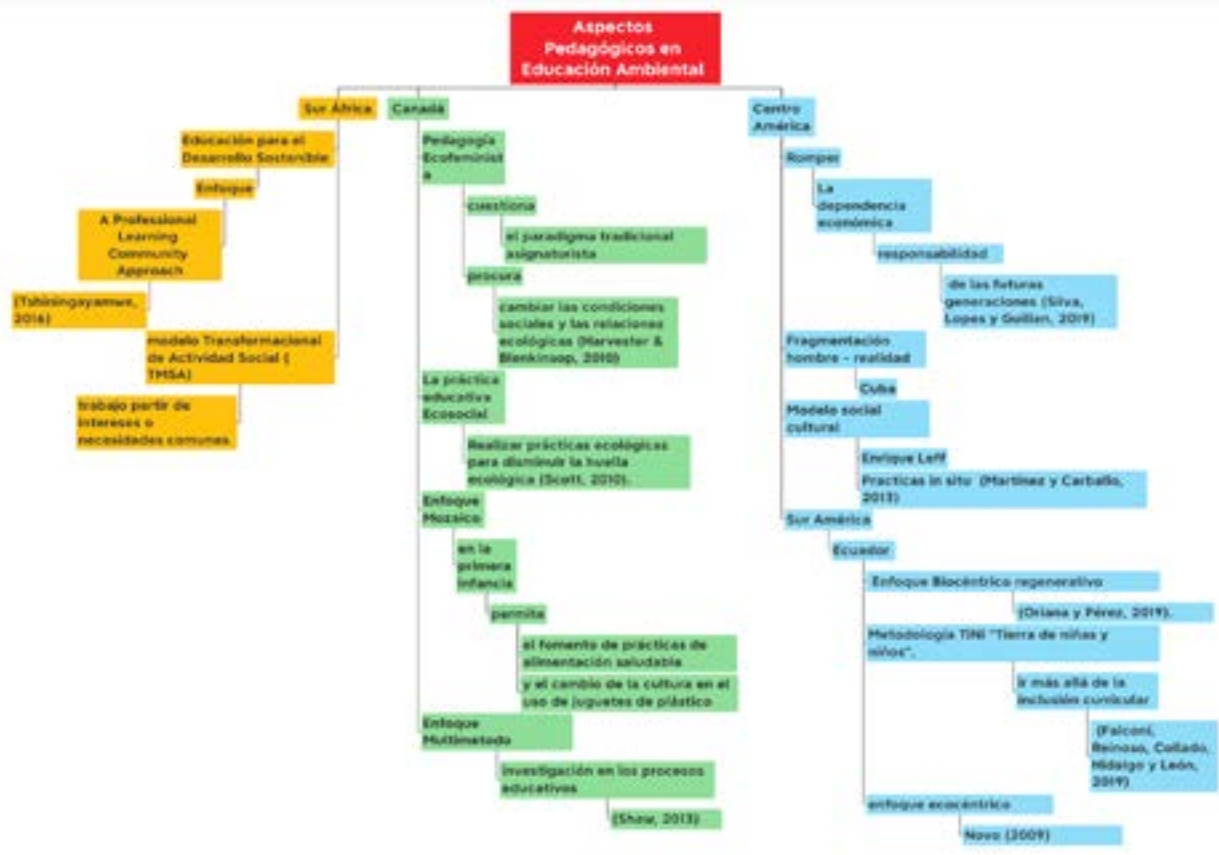 Aspectos
Pedagógicos en
Educación Ambiental
Sur África
Educación para el
Desarrollo Sostenible
Enfoque
A Professional
Learning
Community
Approach
(Tshiningayamwe,
2016)
modelo Transformacional
de Actividad Social (
TMSA)
trabajo partir de
intereses o
necesidades comunes.
Canadá
Pedagogía
Ecofeminist
a
cuestiona
el paradigma tradicional
asignaturista
procura
cambiar las condiciones
sociales y las relaciones
ecológicas (Harvester &
Blenkinsop, 2010)
La práctica
educativa
Ecosocial
Realizar prácticas ecológicas
para disminuir la huella
ecológica (Scott, 2010).
Enfoque
Mozaico
en la
primera
infancia
permite
el fomento de prácticas de
alimentación saludable
y el cambio de la cultura en el
uso de juguetes de plástico
Enfoque
Multimetodo
investigación en los procesos
educativos
(Shaw, 2013)
Centro
América
Romper
La
dependencia
económica
responsabilidad
de las futuras
generaciones (Silva,
Lopes y Guillen, 2019)
Fragmentación
hombre - realidad
Cuba
Modelo social
cultural
Enrique Leff
Practicas in situ (Martínez y Carballo,
2013)
Sur América
Ecuador
Enfoque Biocéntrico regenerativo
(Oriana y Pérez, 2019).
Metodología TiNi "Tierra de niñas y
niños".
ir más allá de la
inclusión curricular
(Falconí,
Reinoso, Collado,
Hidalgo y León,
2019)
enfoque ecocéntrico
Novo (2009)